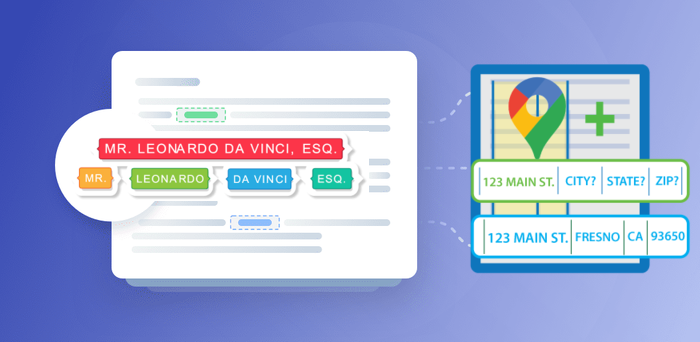 MR. LEONARDO DA VINCI, ESQ.
MR. LEONARDO DA VINCI ESQ.
123 MAIN ST. CITY? STATE? ZIP?
123 MAIN ST. FRESNO CA 93650